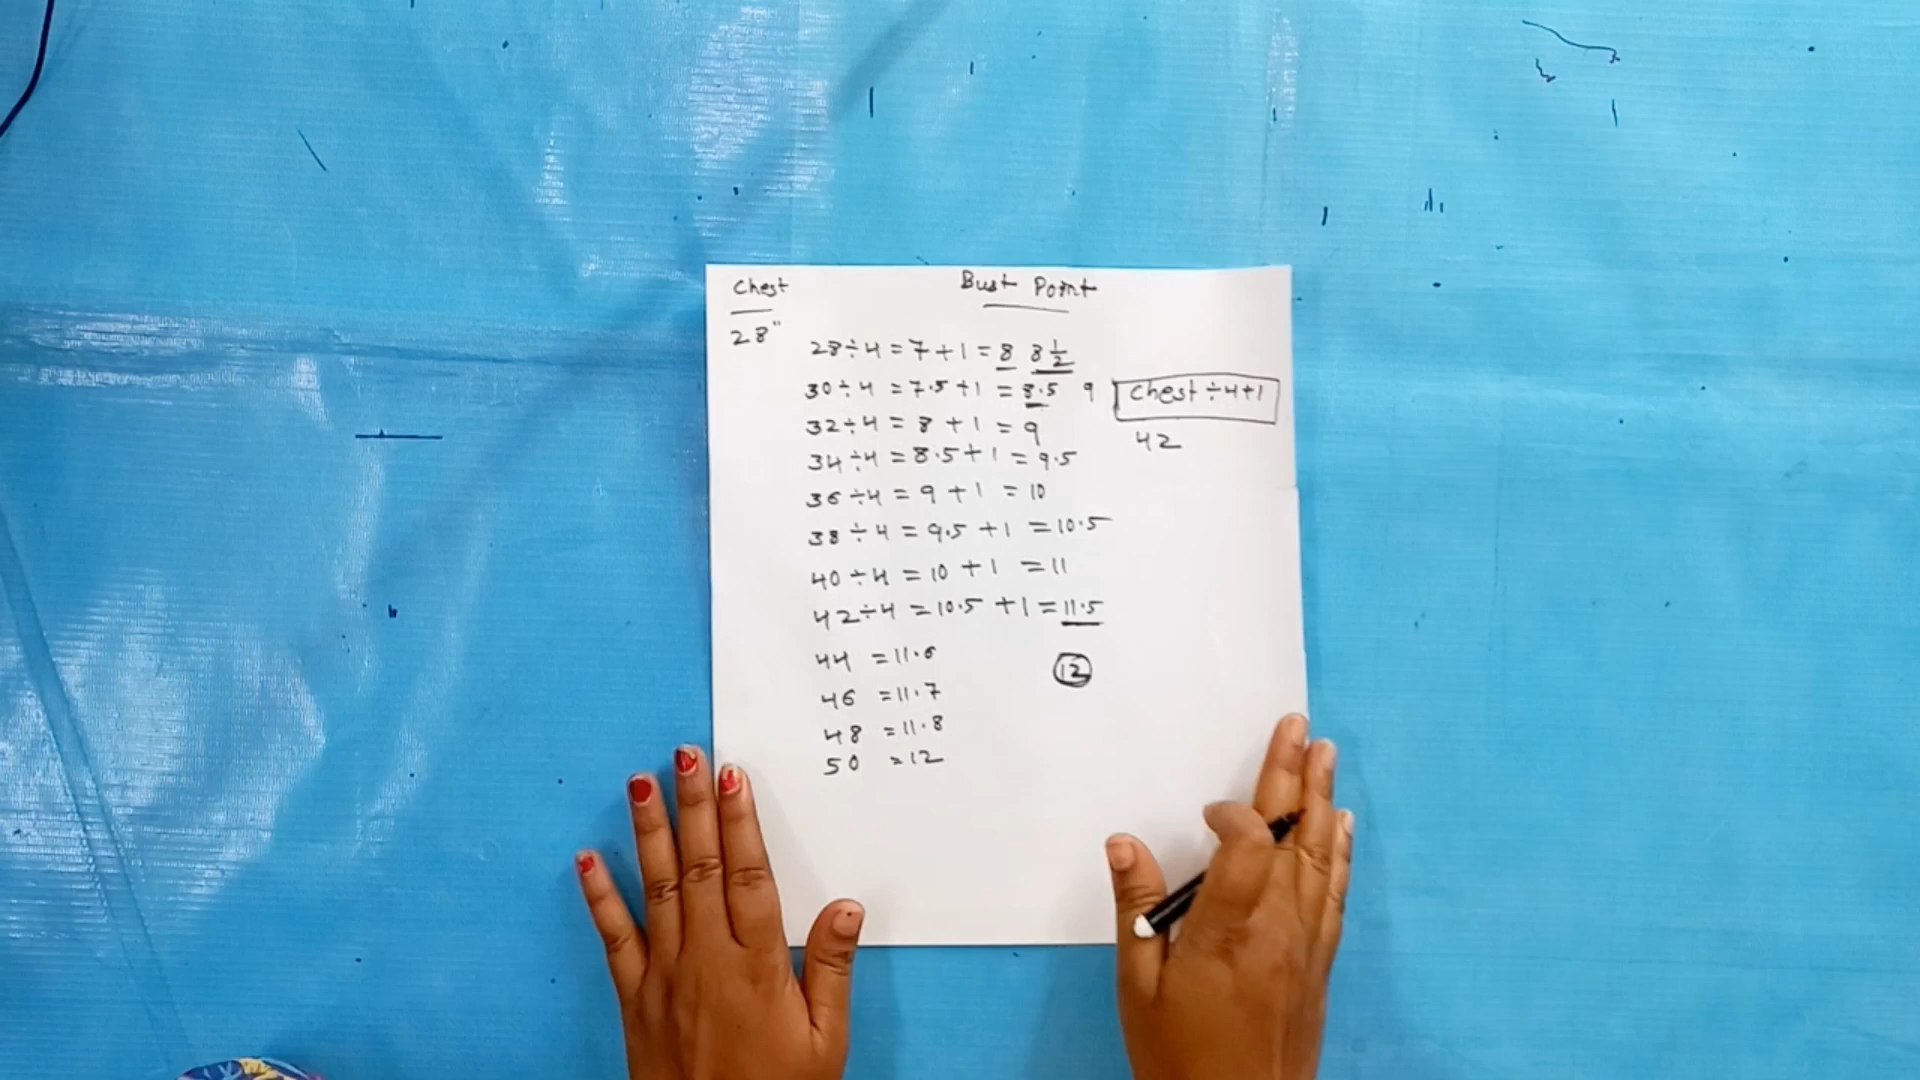 Chest
Bust Point
28"
28÷4 = 7+1 = 8 8 1/2
30÷4 = 7.5+1 = 8.5 9
Chest ÷4+1
32÷4 = 8+1 = 9
42
34÷4 = 8.5+1 = 9.5
36÷4 = 9+1 = 10
38÷4 = 9.5+1 = 10.5
40÷4 = 10+1 = 11
42÷4 = 10.5+1 = 11.5
44 = 11.6
12
46 = 11.7
48 = 11.8
50 = 12